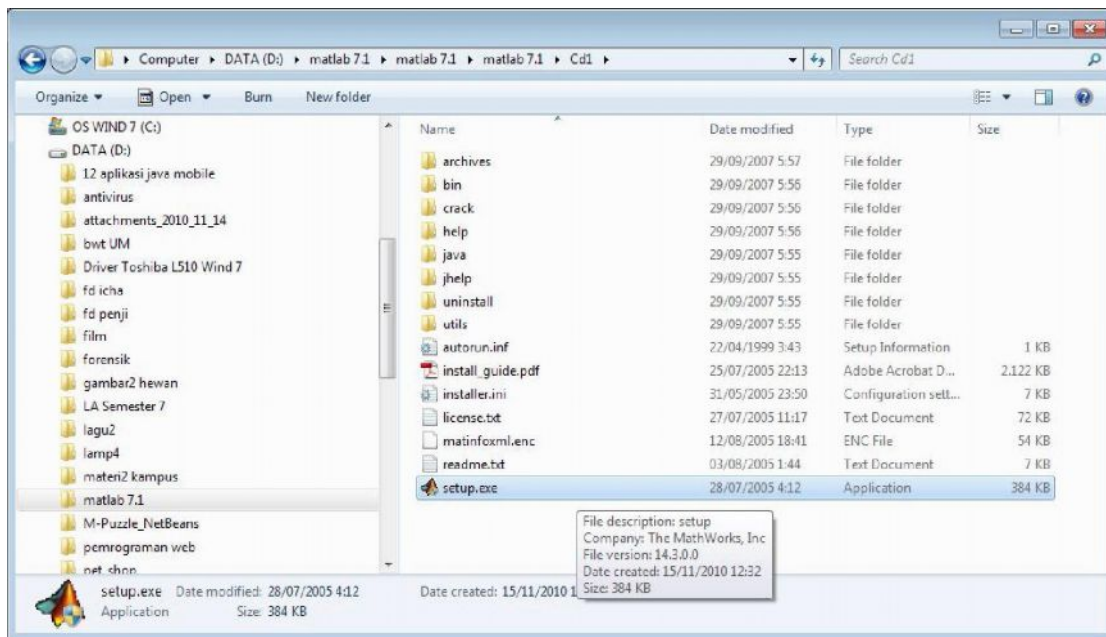 Computer ▸ DATA (D:) ▸ matlab 7.1 ▸ matlab 7.1 ▸ matlab 7.1 ▸ Cd1 ▸
Search Cd1
Organize Open Burn New folder
OS WIND 7 (C:)
DATA (D:)
12 aplikasi java mobile
antivirus
attachments_2010_11_14
bwt UM
Driver Toshiba L510 Wind 7
fd icha
fd penji
film
forensik
gambar2 hewan
LA Semester 7
lagu2
lamp4
materi2 kampus
matlab 7.1
M-Puzzle_NetBeans
pemrograman web
pet shop
Name Date modified Type Size
archives 29/09/2007 5:57 File folder
bin 29/09/2007 5:56 File folder
crack 29/09/2007 5:56 File folder
help 29/09/2007 5:56 File folder
java 29/09/2007 5:55 File folder
jhelp 29/09/2007 5:55 File folder
uninstall 29/09/2007 5:55 File folder
utils 29/09/2007 5:55 File folder
autorun.inf 22/04/1999 3:43 Setup Information 1 KB
install_guide.pdf 25/07/2005 22:13 Adobe Acrobat D... 2.122 KB
installer.ini 31/05/2005 23:50 Configuration sett... 7 KB
license.txt 27/07/2005 11:17 Text Document 72 KB
matinfoxml.enc 12/08/2005 18:41 ENC File 54 KB
readme.txt 03/08/2005 1:44 Text Document 7 KB
setup.exe 28/07/2005 4:12 Application 384 KB
File description: setup
Company: The MathWorks, Inc
File version: 14.3.0.0
Date created: 15/11/2010 12:32
Size: 384 KB
setup.exe Date modified: 28/07/2005 4:12 Date created: 15/11/2010 1
Application Size: 384 KB